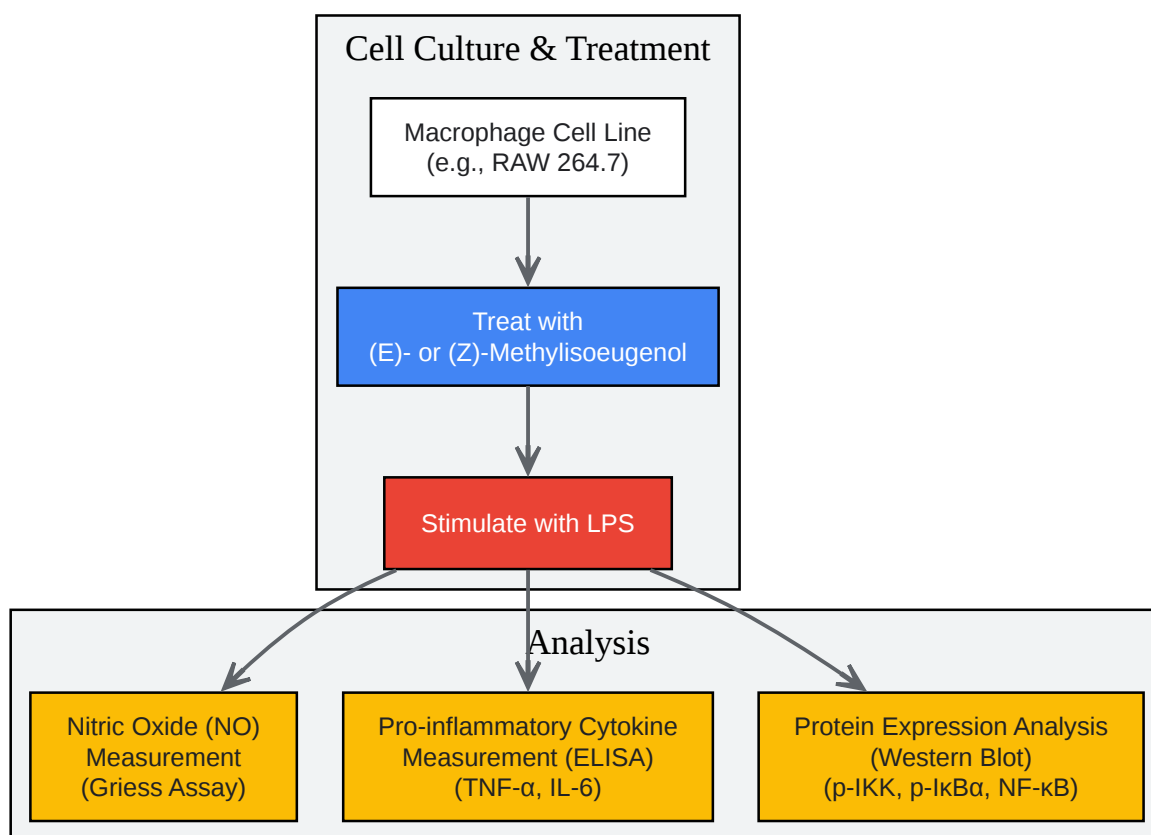 Cell Culture & Treatment
Macrophage Cell Line
(e.g., RAW 264.7)
Treat with
(E)- or (Z)-Methylisoeugenol
Stimulate with LPS
Analysis
Nitric Oxide (NO)
Measurement
(Griess Assay)
Pro-inflammatory Cytokine
Measurement (ELISA)
(TNF-α, IL-6)
Protein Expression Analysis
(Western Blot)
(p-IKK, p-IκBα, NF-κB)